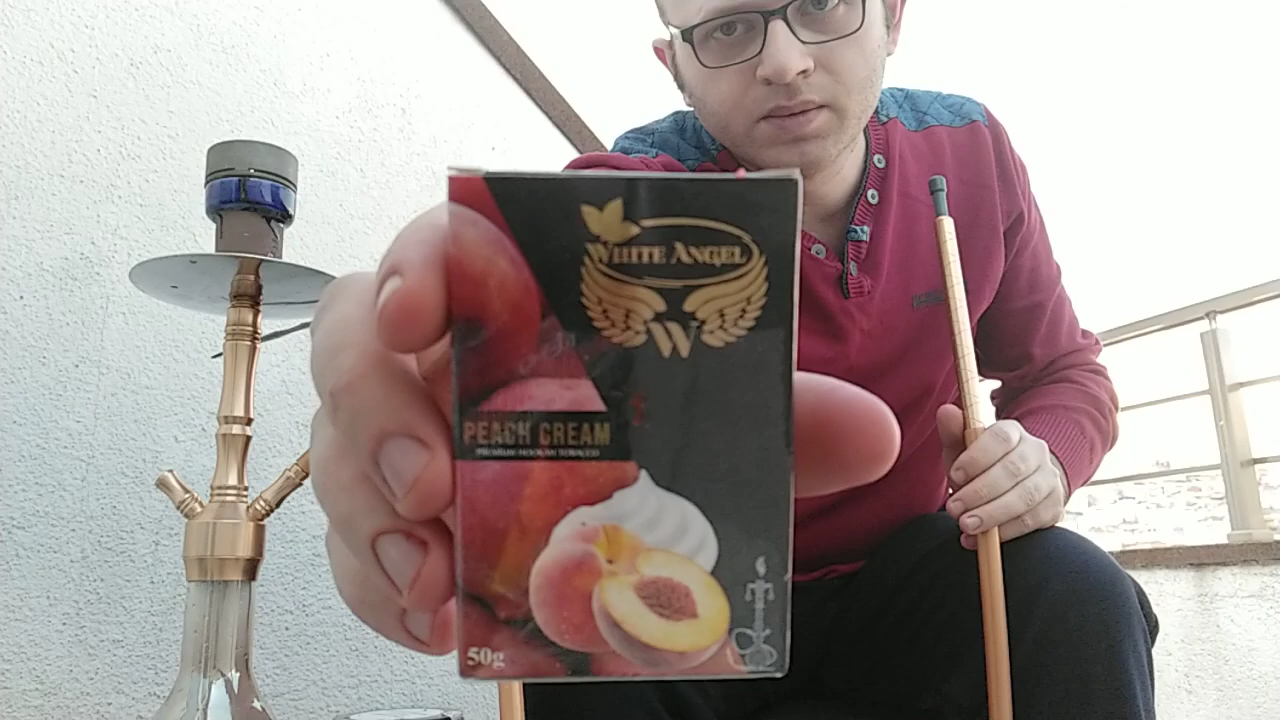 WHITE ANGEL
W
PEACH CREAM
PREMIUM HOOKAH TOBACCO
50g